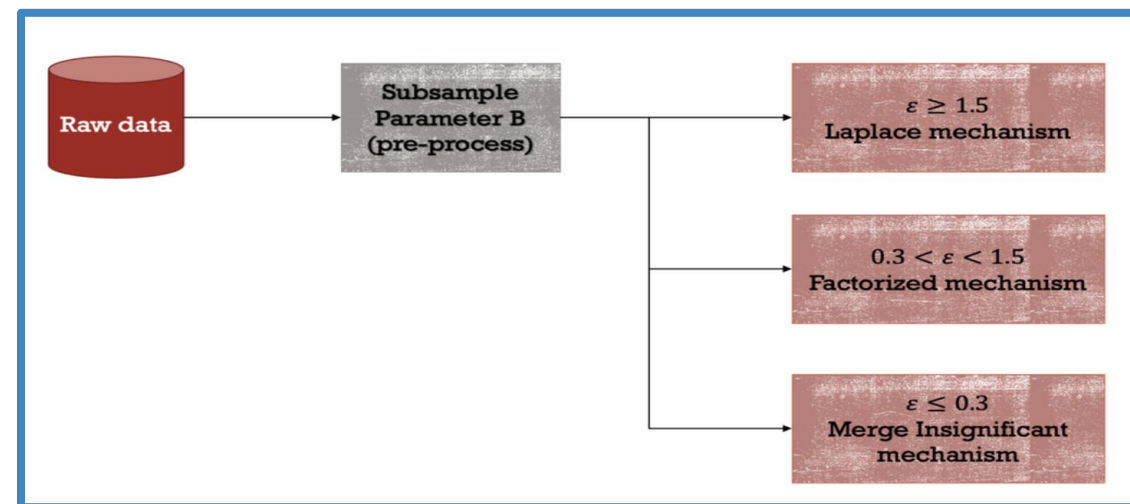 Raw data
Subsample
Parameter B
(pre-process)
ε ≥ 1.5
Laplace mechanism
0.3 < ε < 1.5
Factorized mechanism
ε ≤ 0.3
Merge Insignificant
mechanism